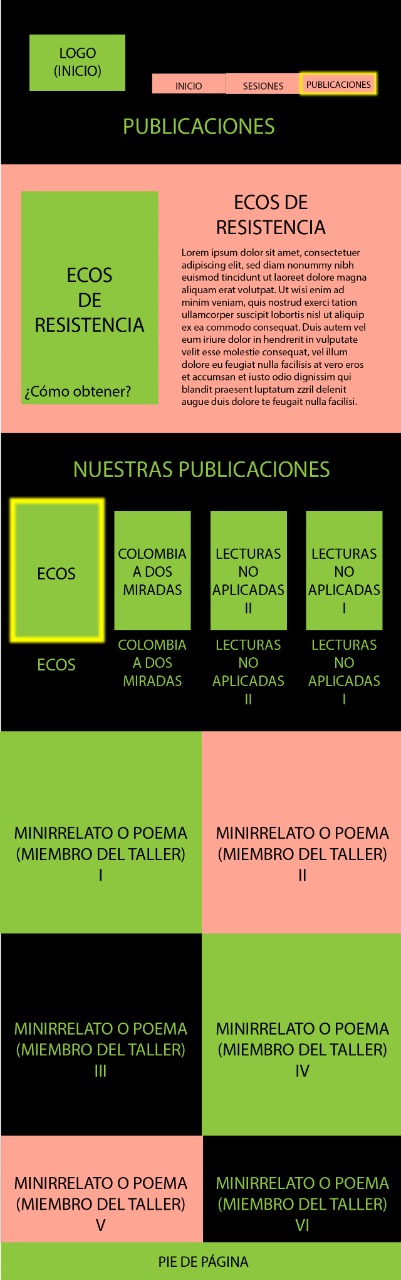 LOGO
(INICIO)
INICIO
SESIONES
PUBLICACIONES
PUBLICACIONES
ECOS
DE
RESISTENCIA
¿Cómo obtener?
ECOS DE
RESISTENCIA
Lorem ipsum dolor sit amet, consectetuer
adipiscing elit, sed diam nonummy nibh
euismod tincidunt ut laoreet dolore magna
aliquam erat volutpat. Ut wisi enim ad
minim veniam, quis nostrud exerci tation
ullamcorper suscipit lobortis nisl ut aliquip
ex ea commodo consequat. Duis autem vel
eum iriure dolor in hendrerit in vulputate
velit esse molestie consequat, vel illum
dolore eu feugiat nulla facilisis at vero eros
et accumsan et iusto odio dignissim qui
blandit praesent luptatum zzril delenit
augue duis dolore te feugait nulla facilisi.
NUESTRAS PUBLICACIONES
ECOS
COLOMBIA
A DOS
MIRADAS
LECTURAS
NO
APLICADAS
II
LECTURAS
NO
APLICADAS
I
ECOS
COLOMBIA
A DOS
MIRADAS
LECTURAS
NO
APLICADAS
II
LECTURAS
NO
APLICADAS
I
MINIRRELATO O POEMA
(MIEMBRO DEL TALLER)
I
MINIRRELATO O POEMA
(MIEMBRO DEL TALLER)
II
MINIRRELATO O POEMA
(MIEMBRO DEL TALLER)
III
MINIRRELATO O POEMA
(MIEMBRO DEL TALLER)
IV
MINIRRELATO O POEMA
(MIEMBRO DEL TALLER)
V
MINIRRELATO O POEMA
(MIEMBRO DEL TALLER)
VI
PIE DE PÁGINA